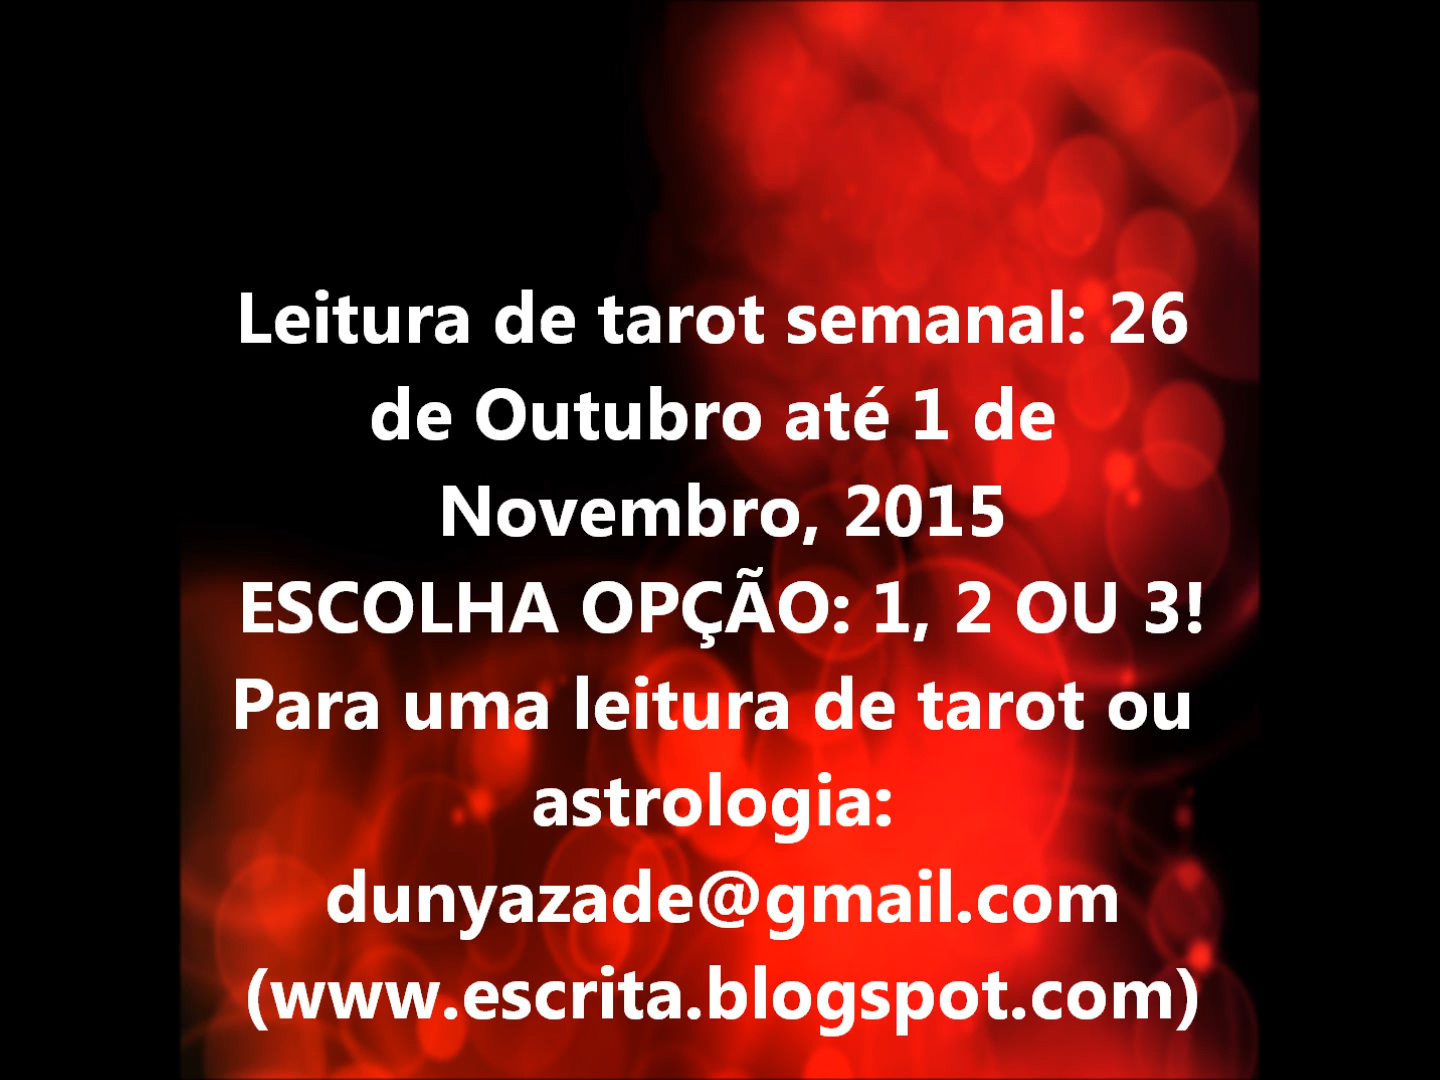 Leitura de tarot semanal: 26
de Outubro até 1 de
Novembro, 2015
ESCOLHA OPÇÃO: 1, 2 OU 3!
Para uma leitura de tarot ou
astrologia:
dunyazade@gmail.com
(www.escrita.blogspot.com)